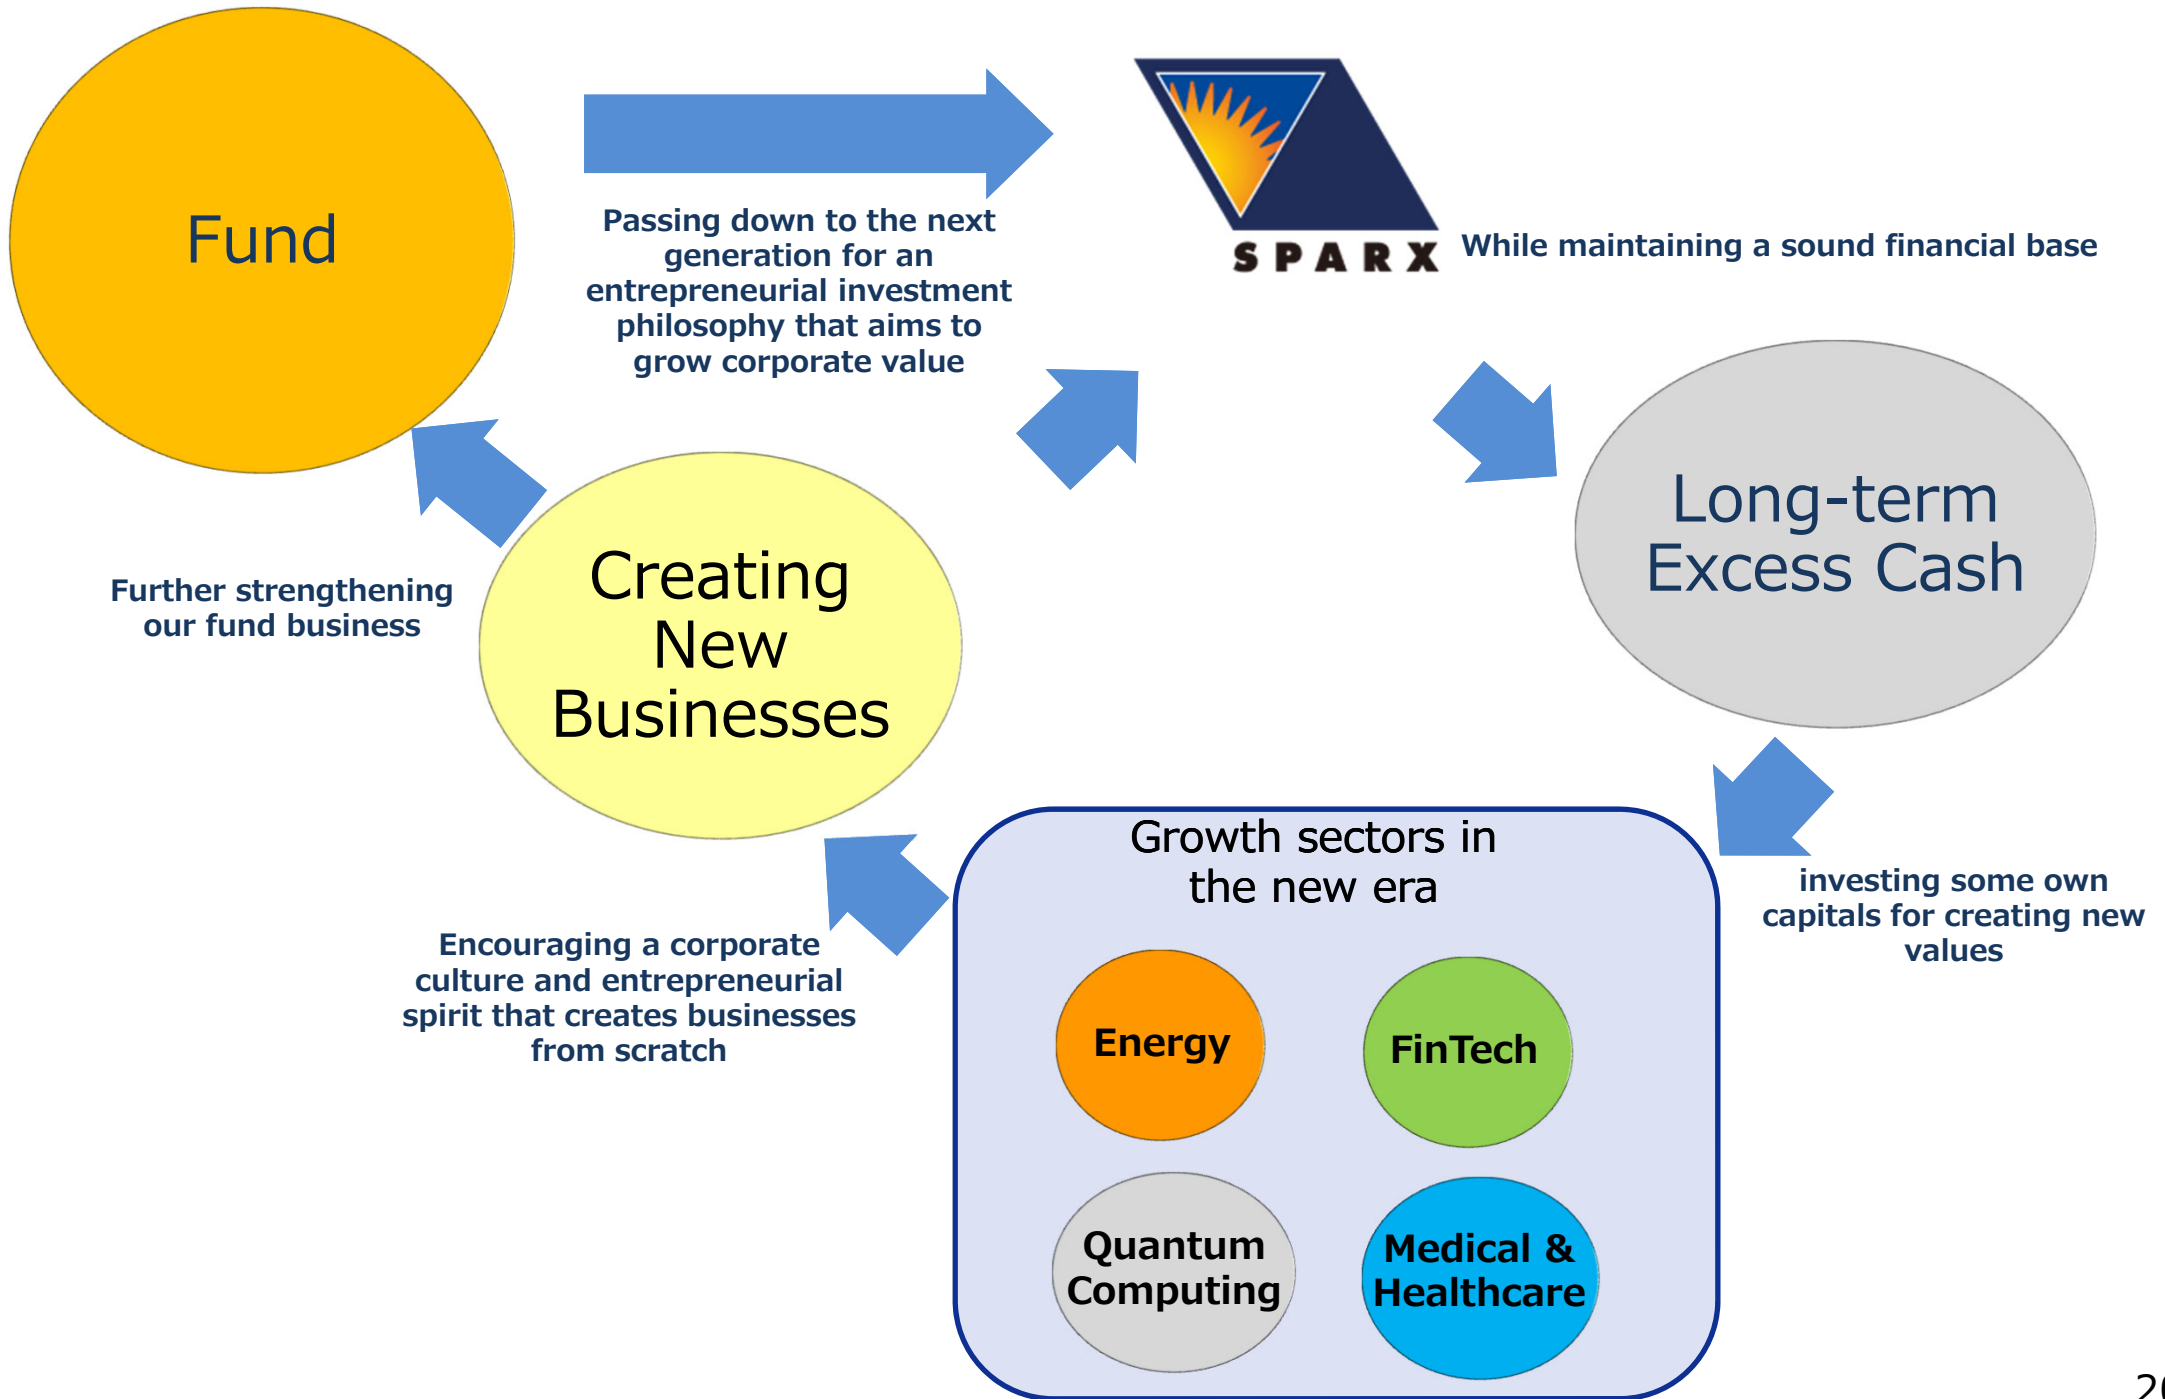 Fund
Passing down to the next
generation for an
entrepreneurial investment
philosophy that aims to
grow corporate value
SPARX
While maintaining a sound financial base
Long-term
Excess Cash
Further strengthening
our fund business
Creating
New
Businesses
investing some own
capitals for creating new
values
Encouraging a corporate
culture and entrepreneurial
spirit that creates businesses
from scratch
Growth sectors in
the new era
Energy
FinTech
Quantum
Computing
Medical &
Healthcare